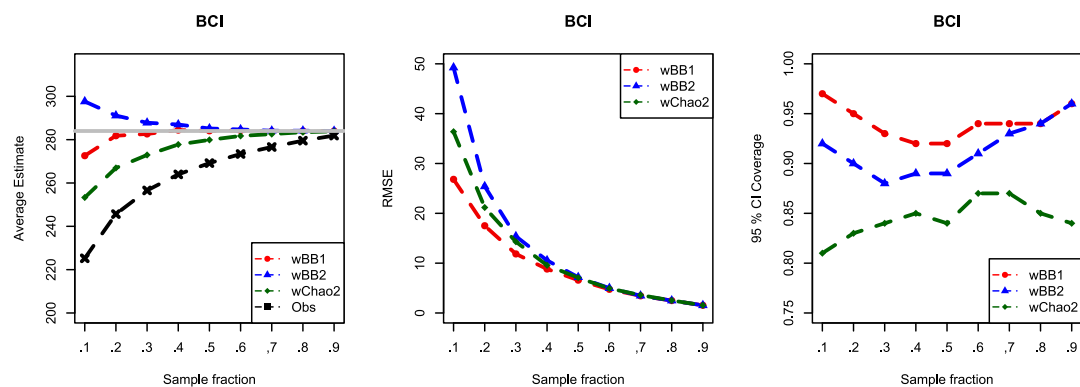 BCI
Average Estimate
300
280
260
240
220
200
wBB1
wBB2
wChao2
Obs
.1 .2 .3 .4 .5 .6 ,7 .8 .9
Sample fraction
BCI
RMSE
50
40
30
20
10
0
wBB1
wBB2
wChao2
.1 .2 .3 .4 .5 .6 ,7 .8 .9
Sample fraction
BCI
95 % CI Coverage
1.00
0.95
0.90
0.85
0.80
0.75
wBB1
wBB2
wChao2
.1 .2 .3 .4 .5 .6 ,7 .8 .9
Sample fraction